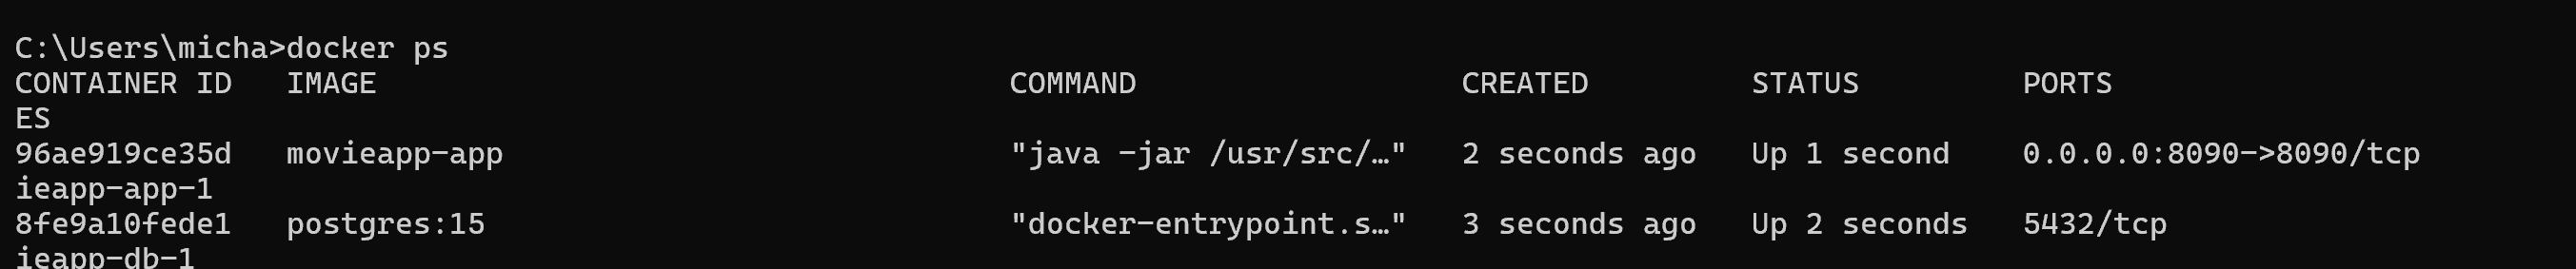 C:\Users\micha>docker ps
CONTAINER ID   IMAGE                                   COMMAND                  CREATED         STATUS         PORTS
ES
96ae919ce35d   movieapp-app                            "java -jar /usr/src/…"   2 seconds ago   Up 1 second    0.0.0.0:8090->8090/tcp
ieapp-app-1
8fe9a10fede1   postgres:15                             "docker-entrypoint.s…"   3 seconds ago   Up 2 seconds   5432/tcp
ieapp-db-1